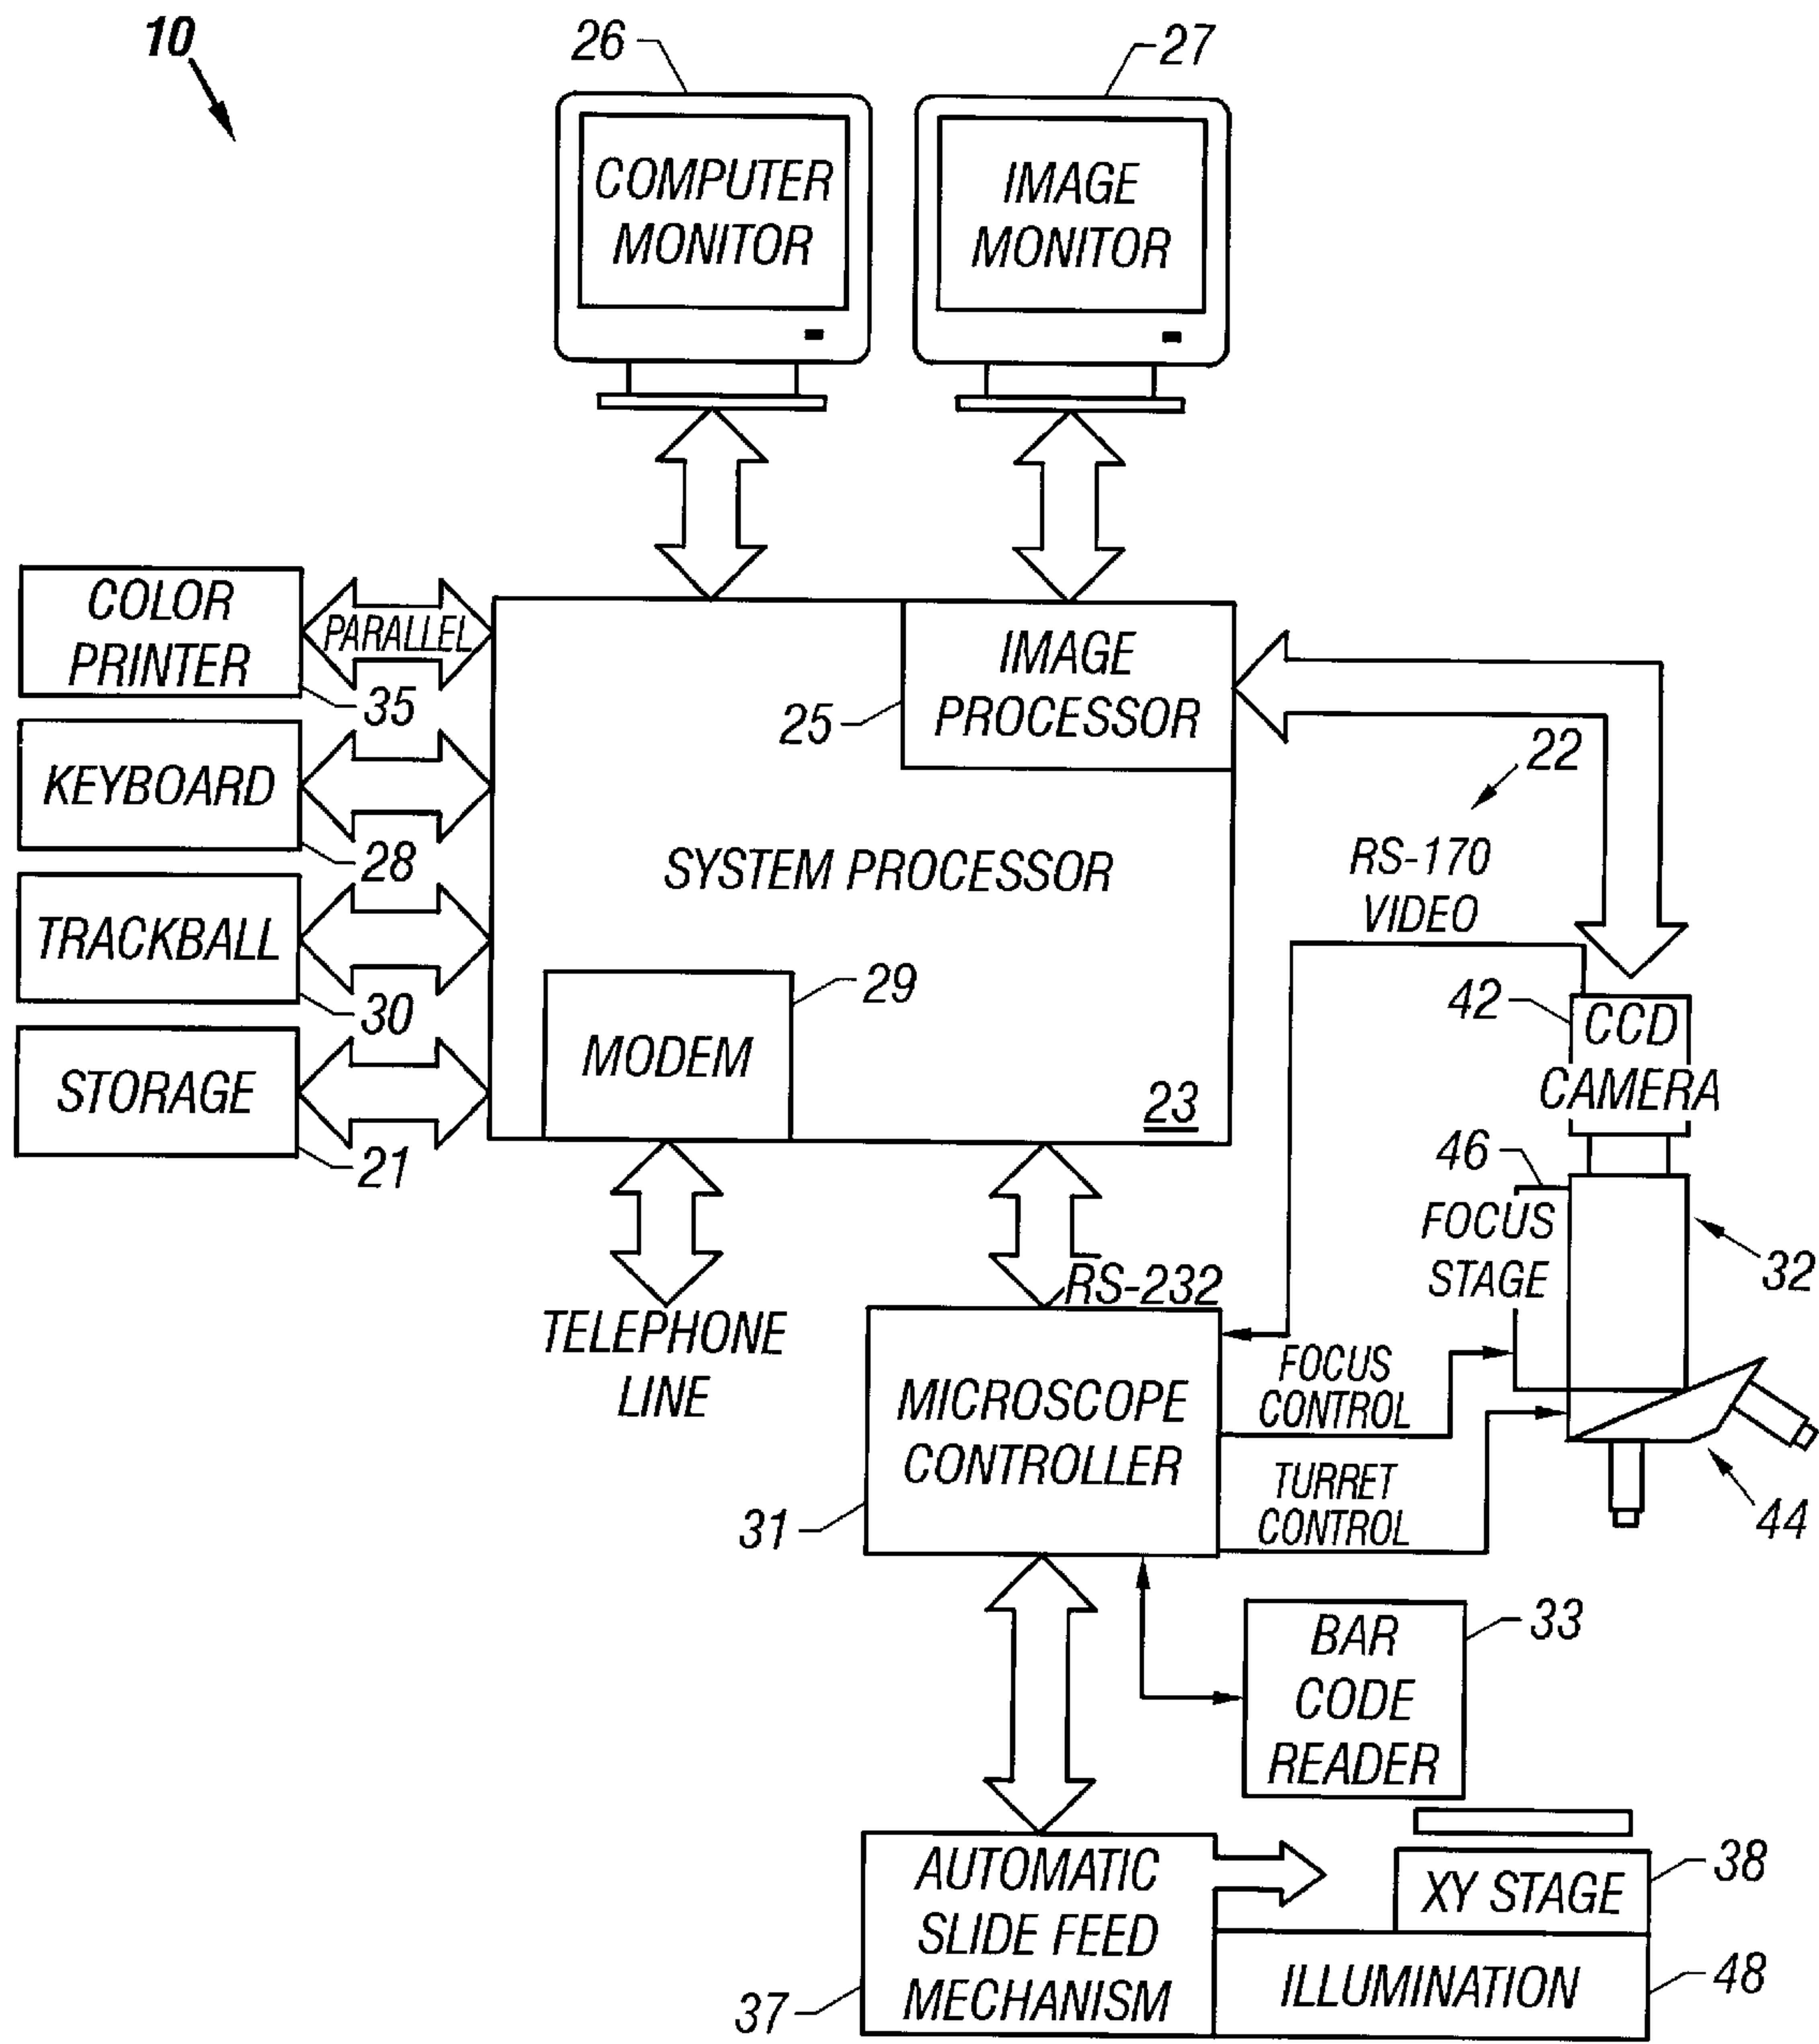 10
26
27
COMPUTER
MONITOR
IMAGE
MONITOR
COLOR
PRINTER
PARALLEL
35
IMAGE
PROCESSOR
25
22
KEYBOARD
28
SYSTEM PROCESSOR
RS-170
VIDEO
TRACKBALL
30
29
42
CCD
CAMERA
STORAGE
21
MODEM
23
46
FOCUS
STAGE
32
RS-232
TELEPHONE
LINE
MICROSCOPE
CONTROLLER
31
FOCUS
CONTROL
TURRET
CONTROL
44
BAR
CODE
READER
33
AUTOMATIC
SLIDE FEED
MECHANISM
37
XY STAGE
38
ILLUMINATION
48